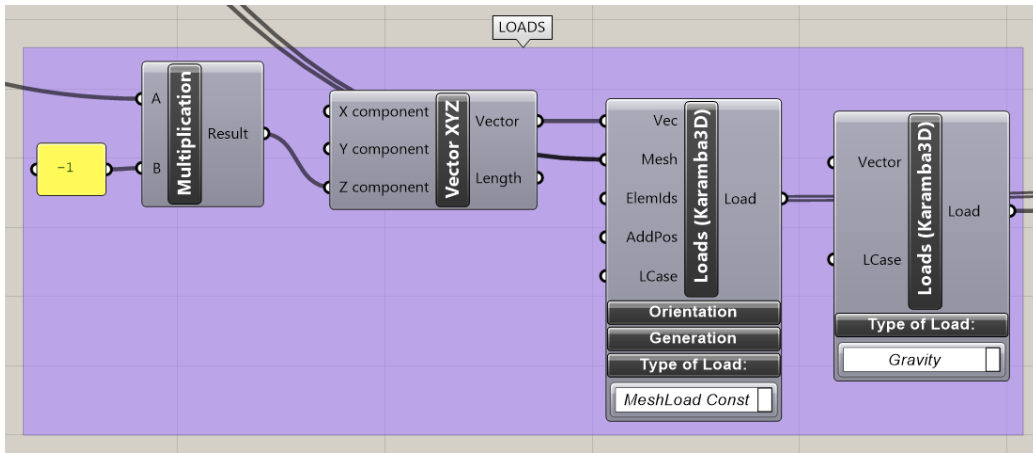 LOADS
-1
A
B
Multiplication
Result
X component
Y component
Z component
Vector XYZ
Vector
Length
Vec
Mesh
ElemIds
AddPos
LCase
Loads (Karamba3D)
Load
Orientation
Generation
Type of Load:
MeshLoad Const
Vector
LCase
Loads (Karamba3D)
Load
Type of Load:
Gravity